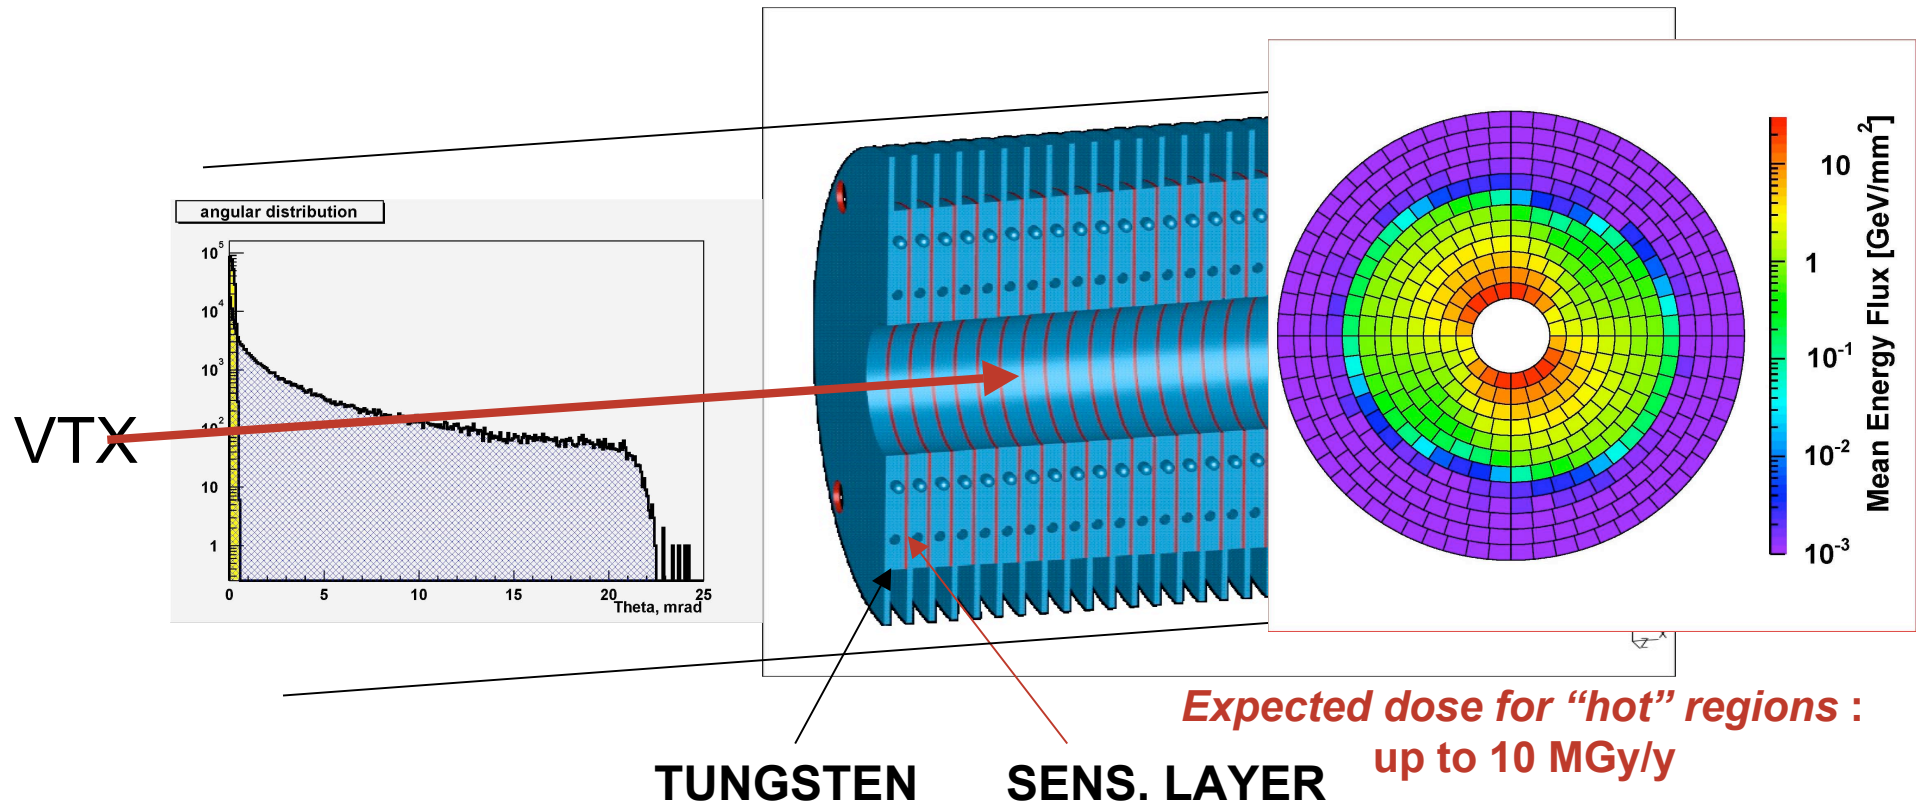 angular distribution
10^5
10^4
10^3
10^2
10
1
0
5
10
15
20
25
Theta, mrad
VTX
10
1
10^-1
10^-2
10^-3
Mean Energy Flux [GeV/mm^2]
Z X
Expected dose for “hot” regions :
up to 10 MGy/y
TUNGSTEN
SENS. LAYER